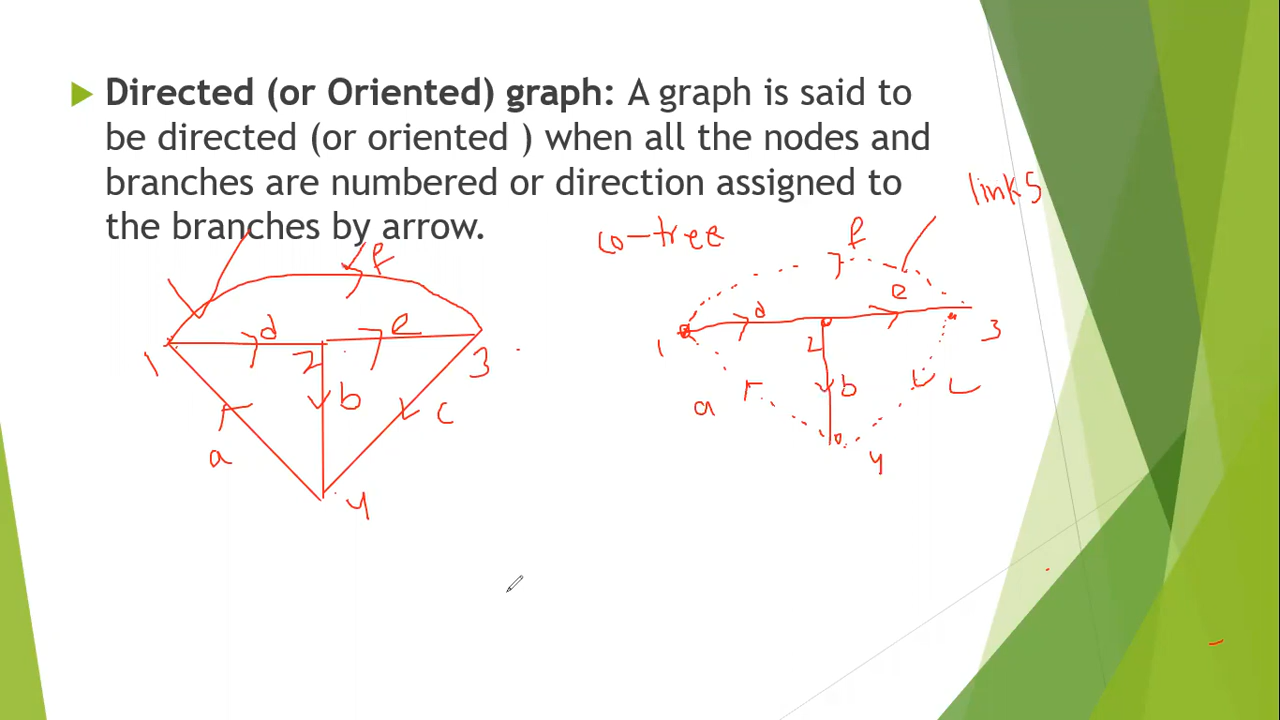 Directed (or Oriented) graph: A graph is said to
be directed (or oriented ) when all the nodes and
branches are numbered or direction assigned to
the branches by arrow.
links
co-tree
f
f
e
d
e
d
1
2
3
1
2
3
b
c
b
c
a
a
4
4